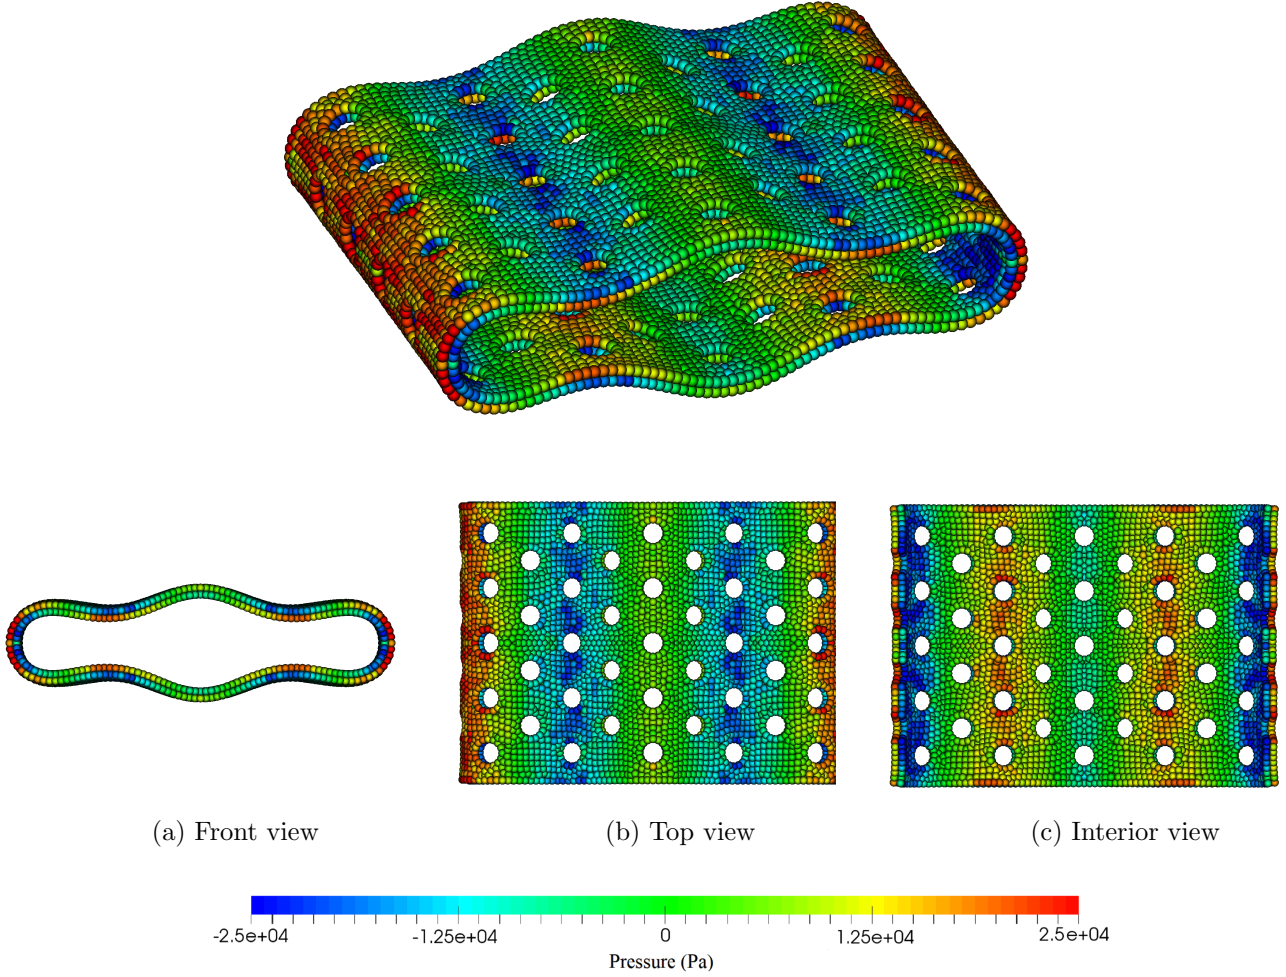 (a) Front view
(b) Top view
(c) Interior view
-2.5e+04 -1.25e+04 0 1.25e+04 2.5e+04
Pressure (Pa)